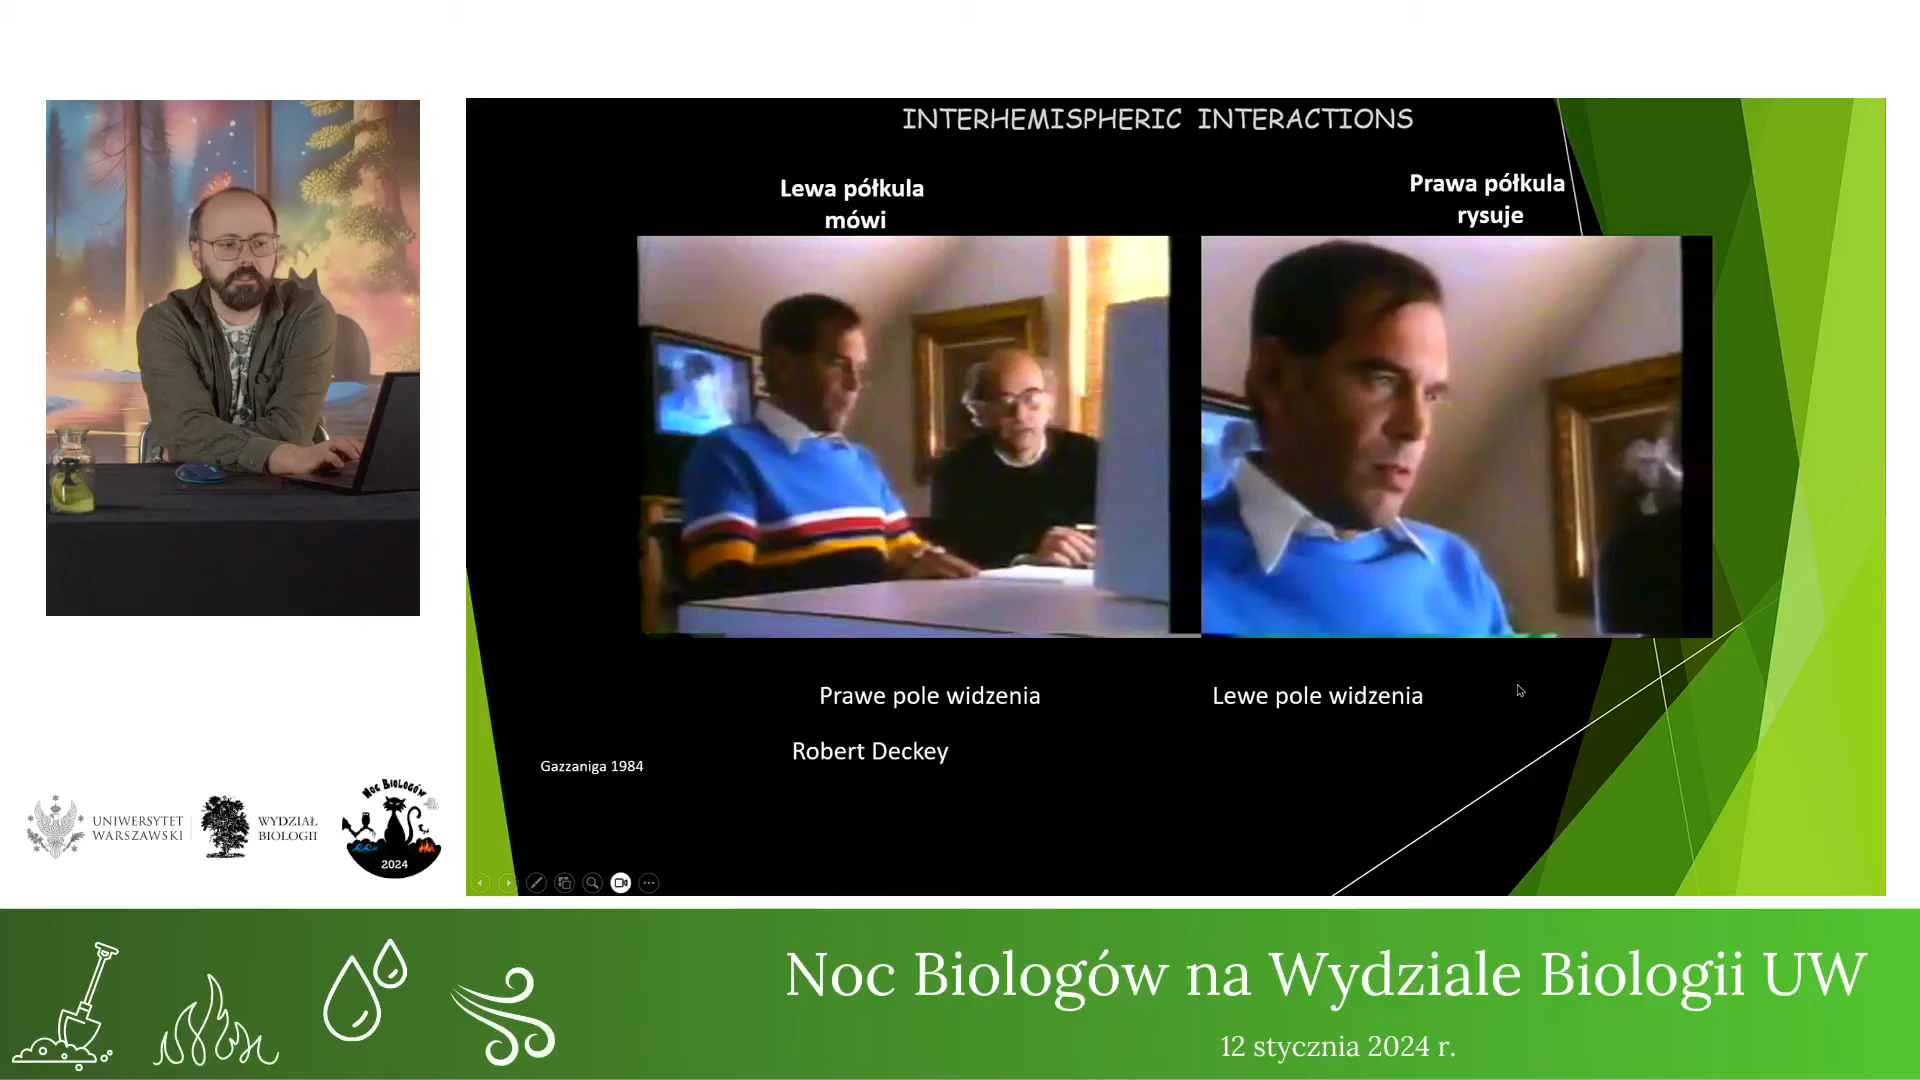 INTERHEMISPHERIC INTERACTIONS
Lewa półkula
mówi
Prawa półkula
rysuje
Prawe pole widzenia
Lewe pole widzenia
Robert Deckey
Gazzaniga 1984
UNIWERSYTET
WARSZAWSKI
WYDZIAŁ
BIOLOGII
NOC BIOLOGÓW
2024
Noc Biologów na Wydziale Biologii UW
12 stycznia 2024 r.